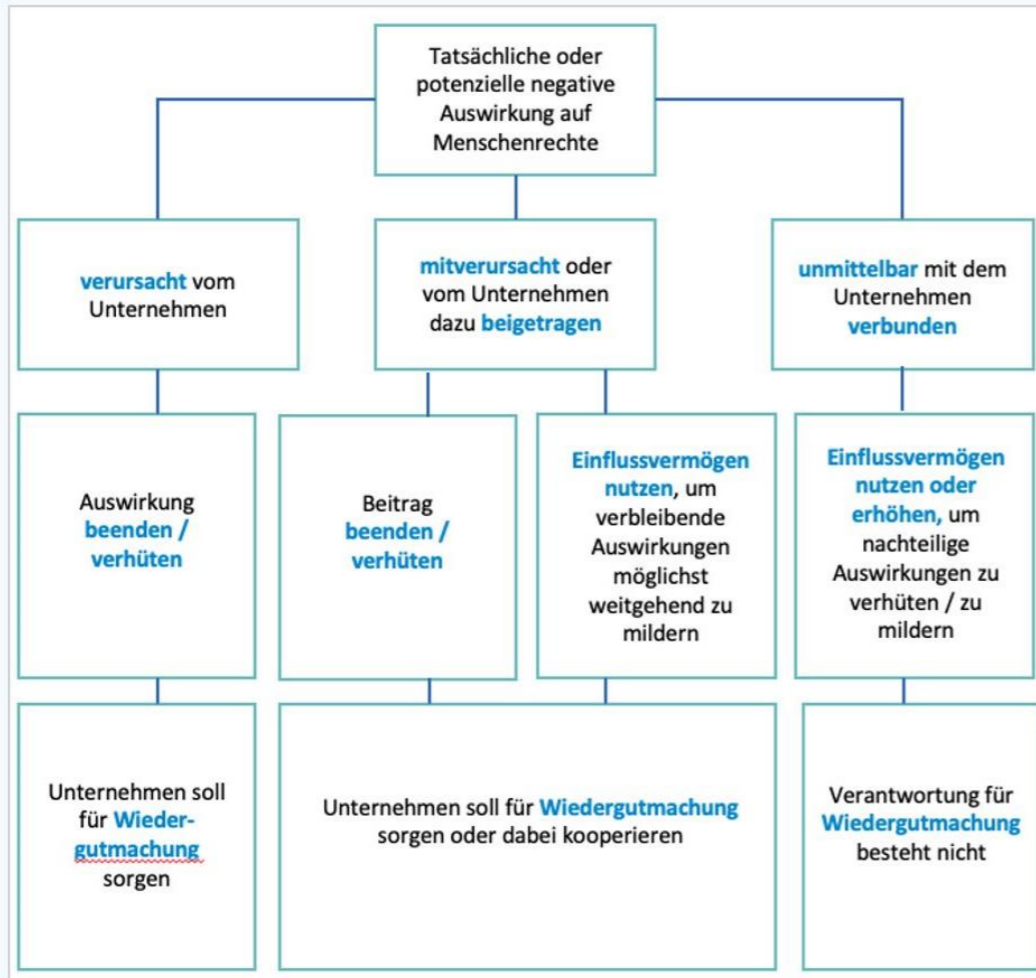 Tatsächliche oder
potenzielle negative
Auswirkung auf
Menschenrechte
verursacht vom
Unternehmen
mitverursacht oder
vom Unternehmen
dazu beigetragen
unmittelbar mit dem
Unternehmen
verbunden
Auswirkung
beenden /
verhüten
Beitrag
beenden /
verhüten
Einflussvermögen
nutzen, um
verbleibende
Auswirkungen
möglichst
weitgehend zu
mildern
Einflussvermögen
nutzen oder
erhöhen, um
nachteilige
Auswirkungen zu
verhüten / zu
mildern
Unternehmen soll
für Wieder-
gutmachung
sorgen
Unternehmen soll für Wiedergutmachung
sorgen oder dabei kooperieren
Verantwortung für
Wiedergutmachung
besteht nicht